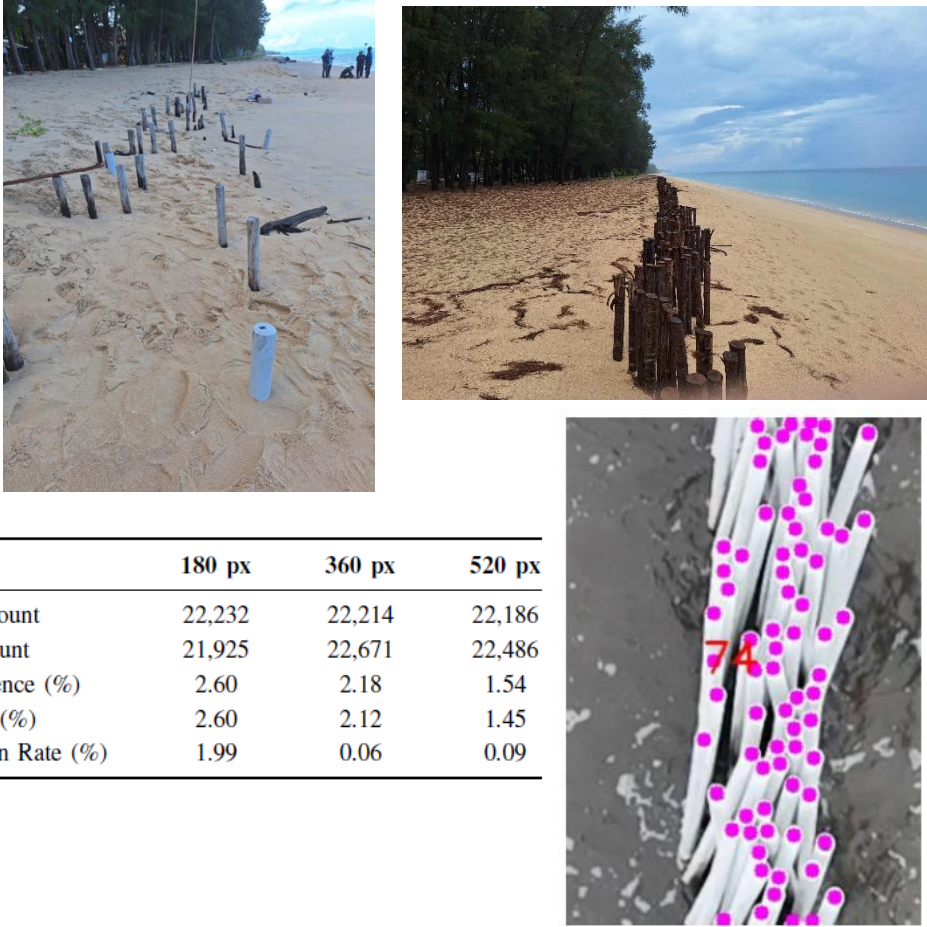 180 px 360 px 520 px
ount 22,232 22,214 22,186
unt 21,925 22,671 22,486
ence (%) 2.60 2.18 1.54
(%) 2.60 2.12 1.45
n Rate (%) 1.99 0.06 0.09
74